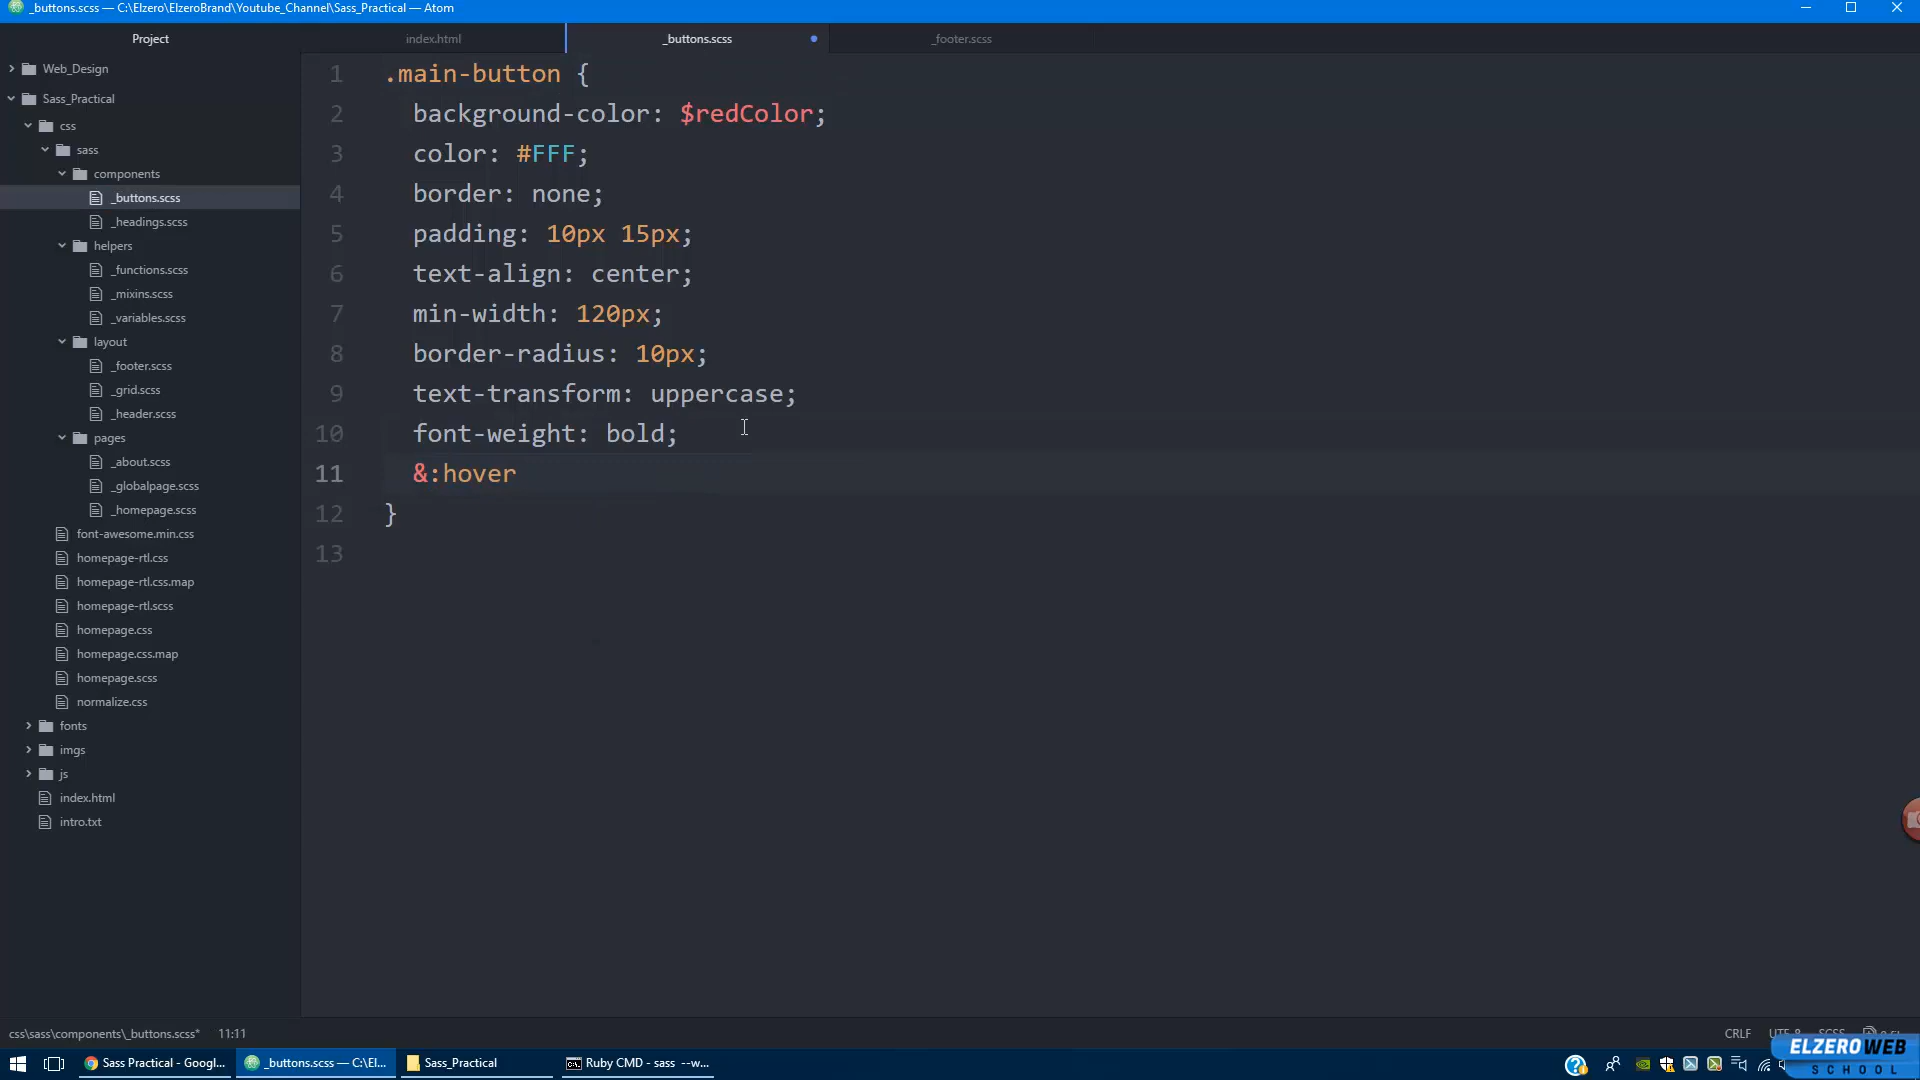 _buttons.scss — C:\Elzero\ElzeroBrand\Youtube_Channel\Sass_Practical — Atom
Project
index.html
_buttons.scss
_footer.scss
Web_Design
Sass_Practical
css
sass
components
_buttons.scss
_headings.scss
helpers
_functions.scss
_mixins.scss
_variables.scss
layout
_footer.scss
_grid.scss
_header.scss
pages
_about.scss
_globalpage.scss
_homepage.scss
font-awesome.min.css
homepage-rtl.css
homepage-rtl.css.map
homepage-rtl.scss
homepage.css
homepage.css.map
homepage.scss
normalize.css
fonts
imgs
js
index.html
intro.txt
1 .main-button {
2 background-color: $redColor;
3 color: #FFF;
4 border: none;
5 padding: 10px 15px;
6 text-align: center;
7 min-width: 120px;
8 border-radius: 10px;
9 text-transform: uppercase;
10 font-weight: bold;
11 &:hover
12 }
13
css\sass\components\_buttons.scss* 11:11
CRLF UTF-8 SCSS
Sass Practical - Googl...
_buttons.scss — C:\El...
Sass_Practical
Ruby CMD - sass --w...
ELZEROWEB
SCHOOL